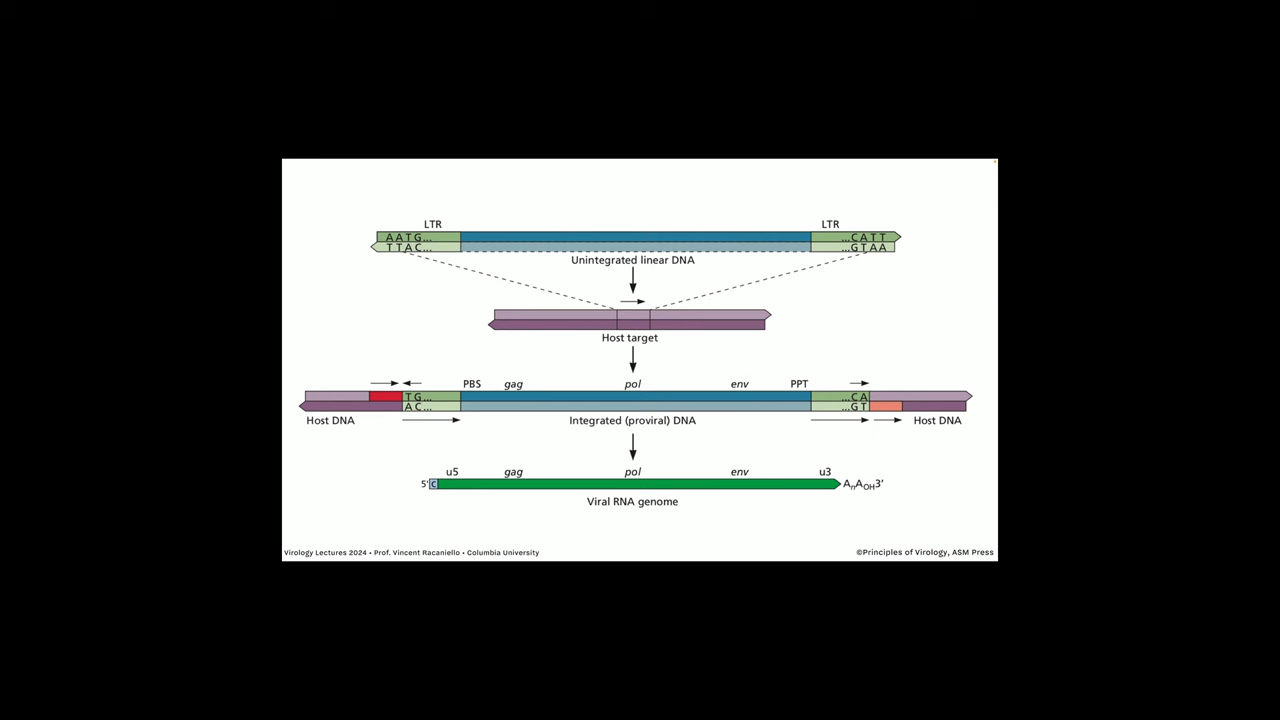 LTR LTR
AATG... ...CATT
TTAC... ...GTAA
Unintegrated linear DNA
Host target
PBS gag pol env PPT
TG... ...CA
AC... ...GT
Host DNA Integrated (proviral) DNA Host DNA
u5 gag pol env u3
5' C AnAOH3'
Viral RNA genome
Virology Lectures 2024 • Prof. Vincent Racaniello • Columbia University ©Principles of Virology, ASM Press